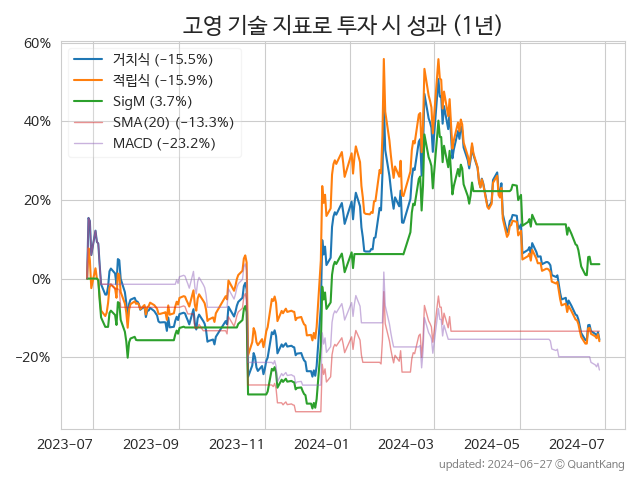 고영 기술 지표로 투자 시 성과 (1년)
60%
거치식 (−15.5%)
적립식 (−15.9%)
SigM (3.7%)
SMA(20) (−13.3%)
MACD (−23.2%)
40%
20%
0%
−20%
2023-07 2023-09 2023-11 2024-01 2024-03 2024-05 2024-07
updated: 2024-06-27 ⓒ QuantKang